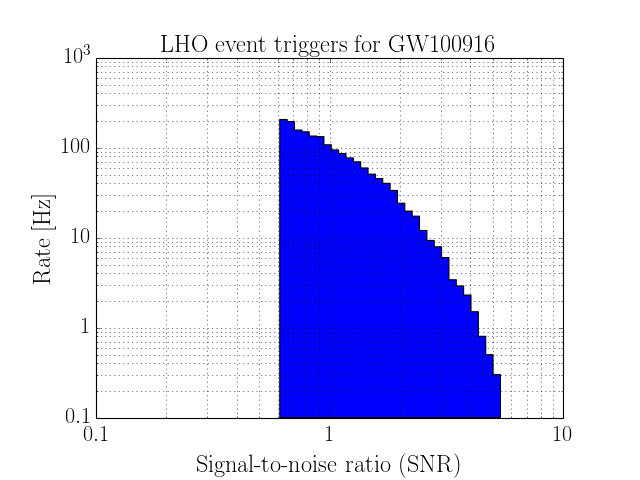 LHO event triggers for GW100916
10³
100
10
1
0.1
Rate [Hz]
0.1
1
10
Signal-to-noise ratio (SNR)